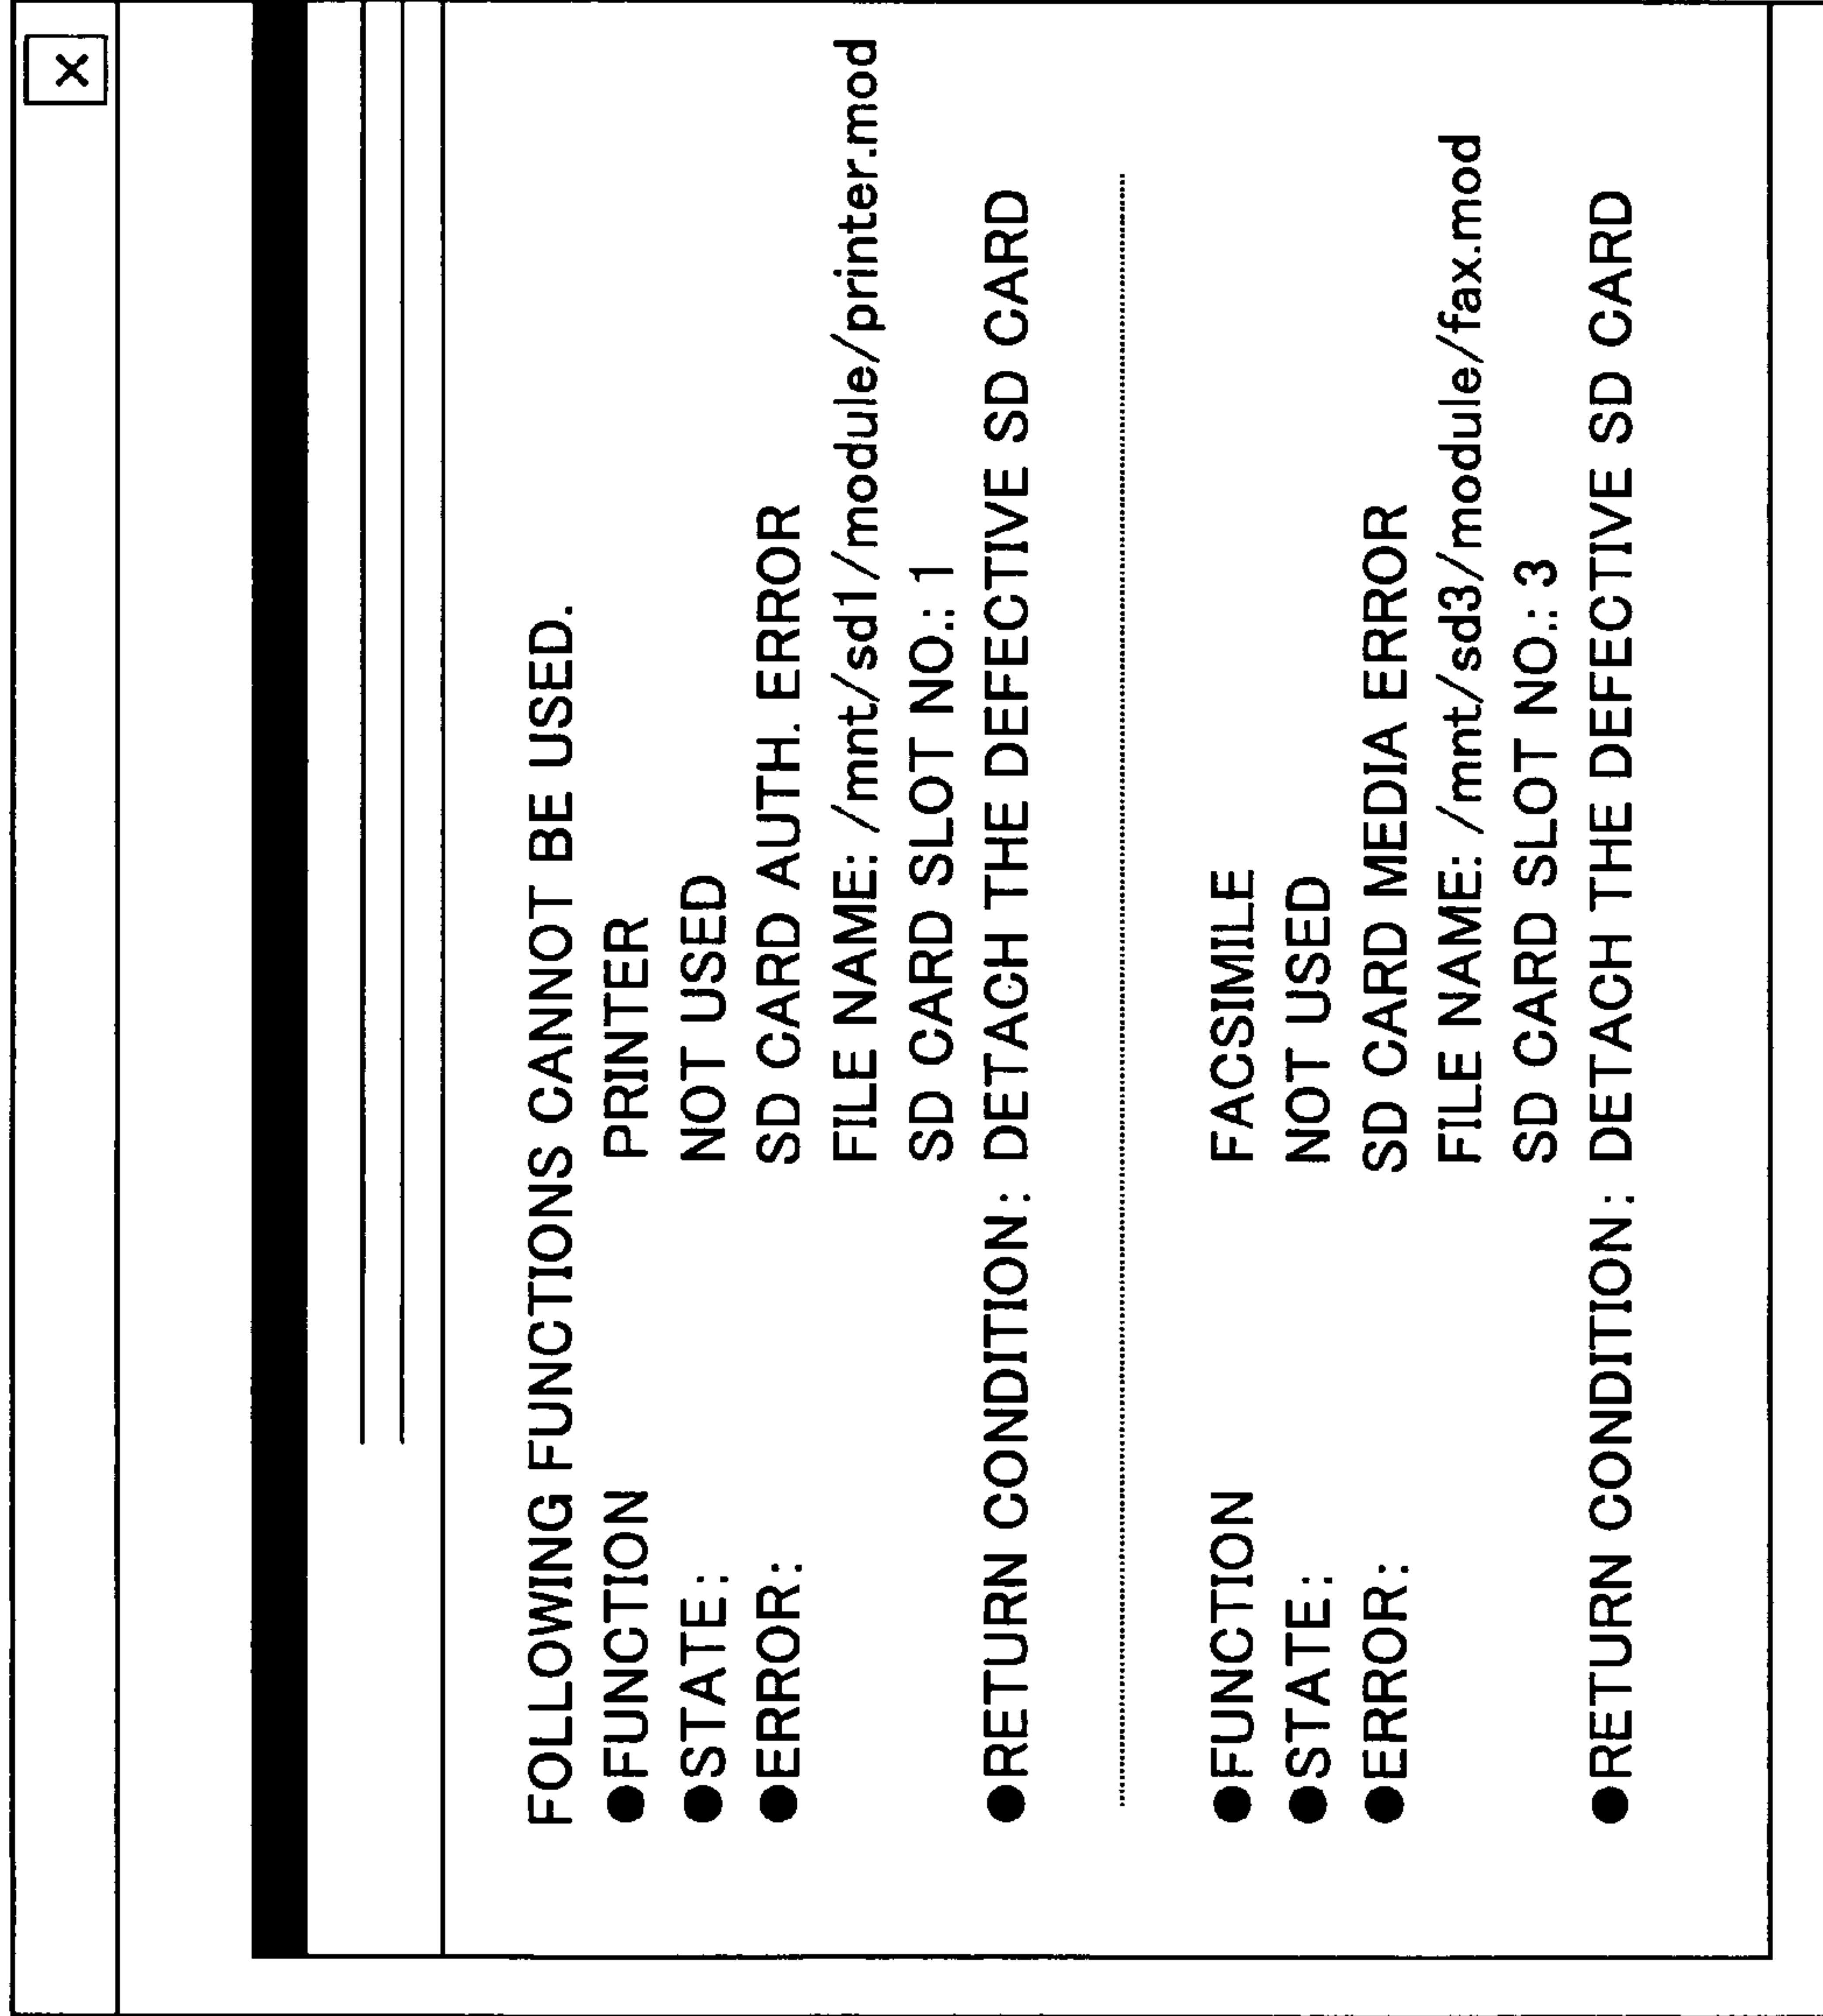 X
FOLLOWING FUNCTIONS CANNOT BE USED.
●FUNCTION PRINTER
●STATE: NOT USED
●ERROR: SD CARD AUTH. ERROR
FILE NAME: /mnt/sd1/module/printer.mod
SD CARD SLOT NO.: 1
●RETURN CONDITION: DETACH THE DEFECTIVE SD CARD
●FUNCTION FACSIMILE
●STATE: NOT USED
●ERROR: SD CARD MEDIA ERROR
FILE NAME: /mnt/sd3/module/fax.mod
SD CARD SLOT NO.: 3
●RETURN CONDITION: DETACH THE DEFECTIVE SD CARD